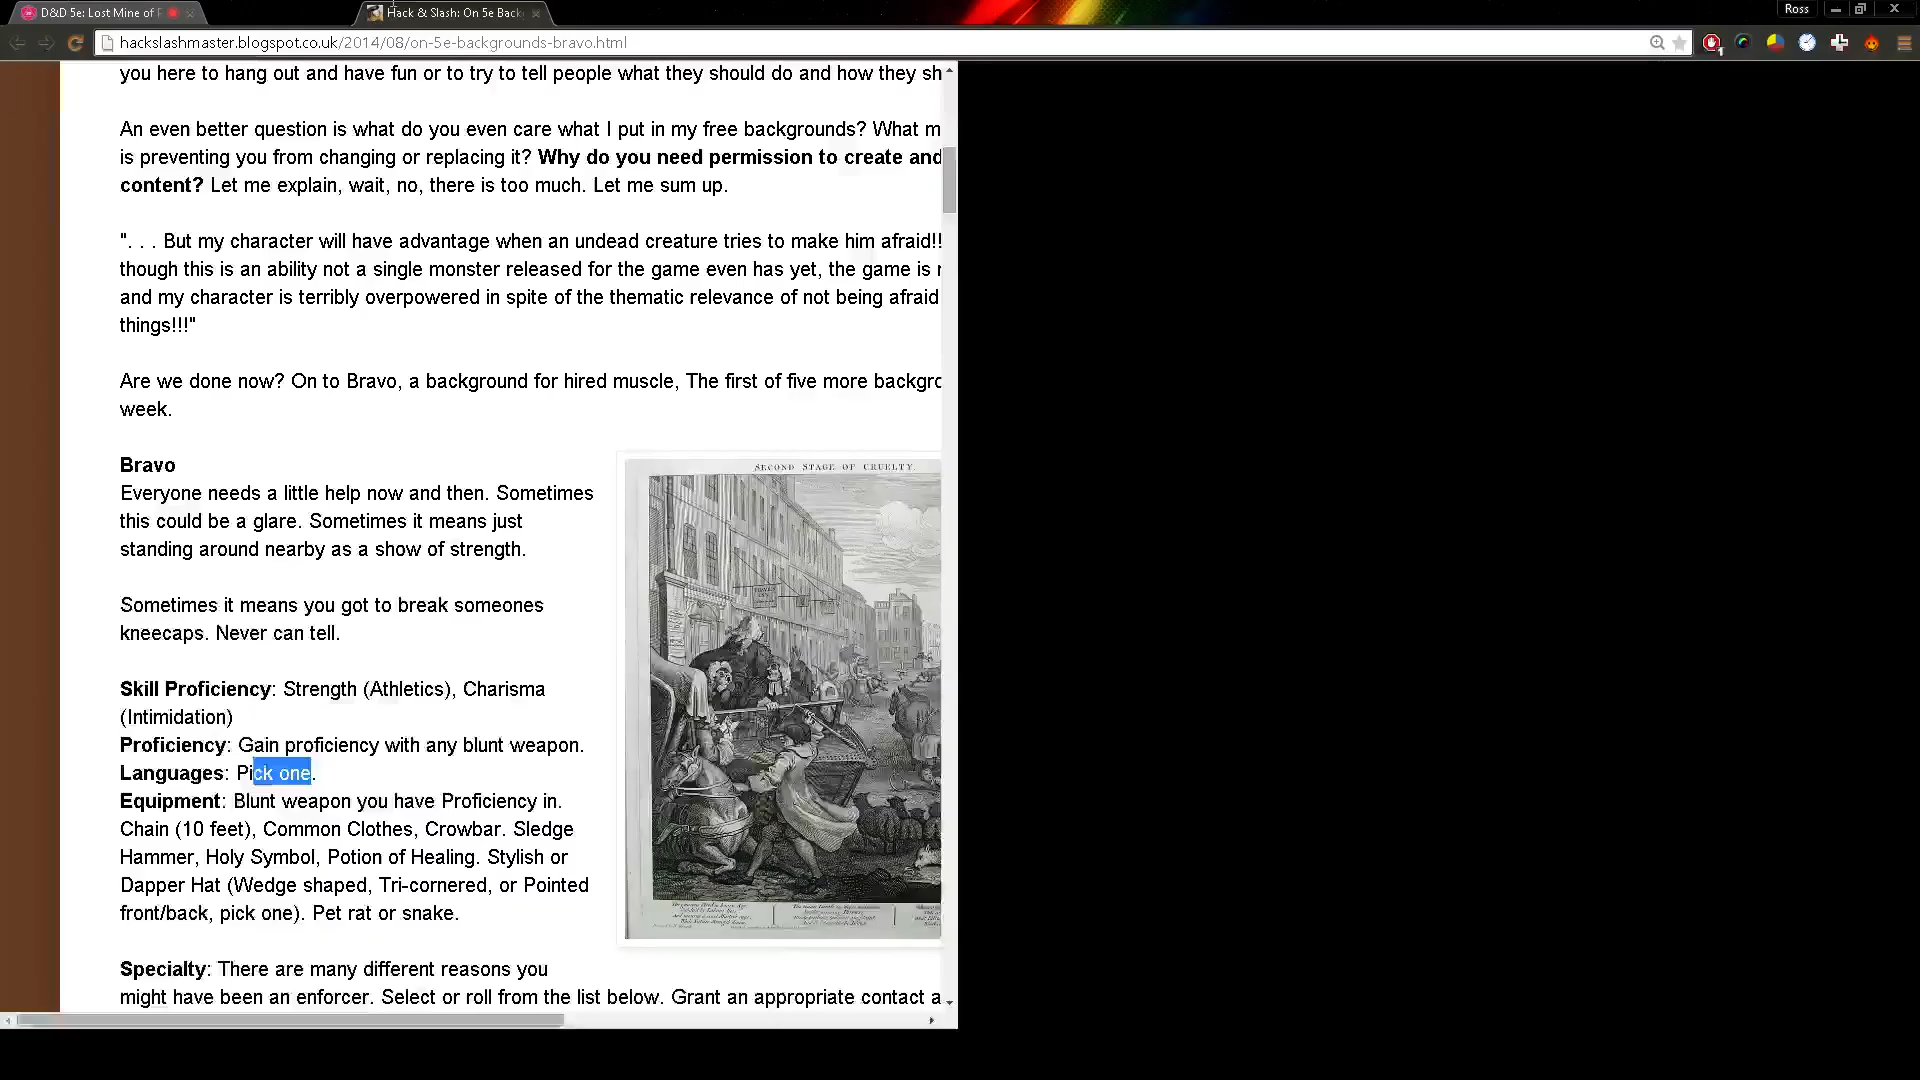 D&D 5e: Lost Mine of P
Hack & Slash: On 5e Back
Ross
hackslashmaster.blogspot.co.uk/2014/08/on-5e-backgrounds-bravo.html
you here to hang out and have fun or to try to tell people what they should do and how they sh
An even better question is what do you even care what I put in my free backgrounds? What m
is preventing you from changing or replacing it? Why do you need permission to create and
content? Let me explain, wait, no, there is too much. Let me sum up.
". . . But my character will have advantage when an undead creature tries to make him afraid!!
though this is an ability not a single monster released for the game even has yet, the game is r
and my character is terribly overpowered in spite of the thematic relevance of not being afraid
things!!!"
Are we done now? On to Bravo, a background for hired muscle, The first of five more backgro
week.
Bravo
Everyone needs a little help now and then. Sometimes
this could be a glare. Sometimes it means just
standing around nearby as a show of strength.
Sometimes it means you got to break someones
kneecaps. Never can tell.
Skill Proficiency: Strength (Athletics), Charisma
(Intimidation)
Proficiency: Gain proficiency with any blunt weapon.
Languages: Pick one.
Equipment: Blunt weapon you have Proficiency in.
Chain (10 feet), Common Clothes, Crowbar. Sledge
Hammer, Holy Symbol, Potion of Healing. Stylish or
Dapper Hat (Wedge shaped, Tri-cornered, or Pointed
front/back, pick one). Pet rat or snake.
SECOND STAGE OF CRUELTY.
Specialty: There are many different reasons you
might have been an enforcer. Select or roll from the list below. Grant an appropriate contact a